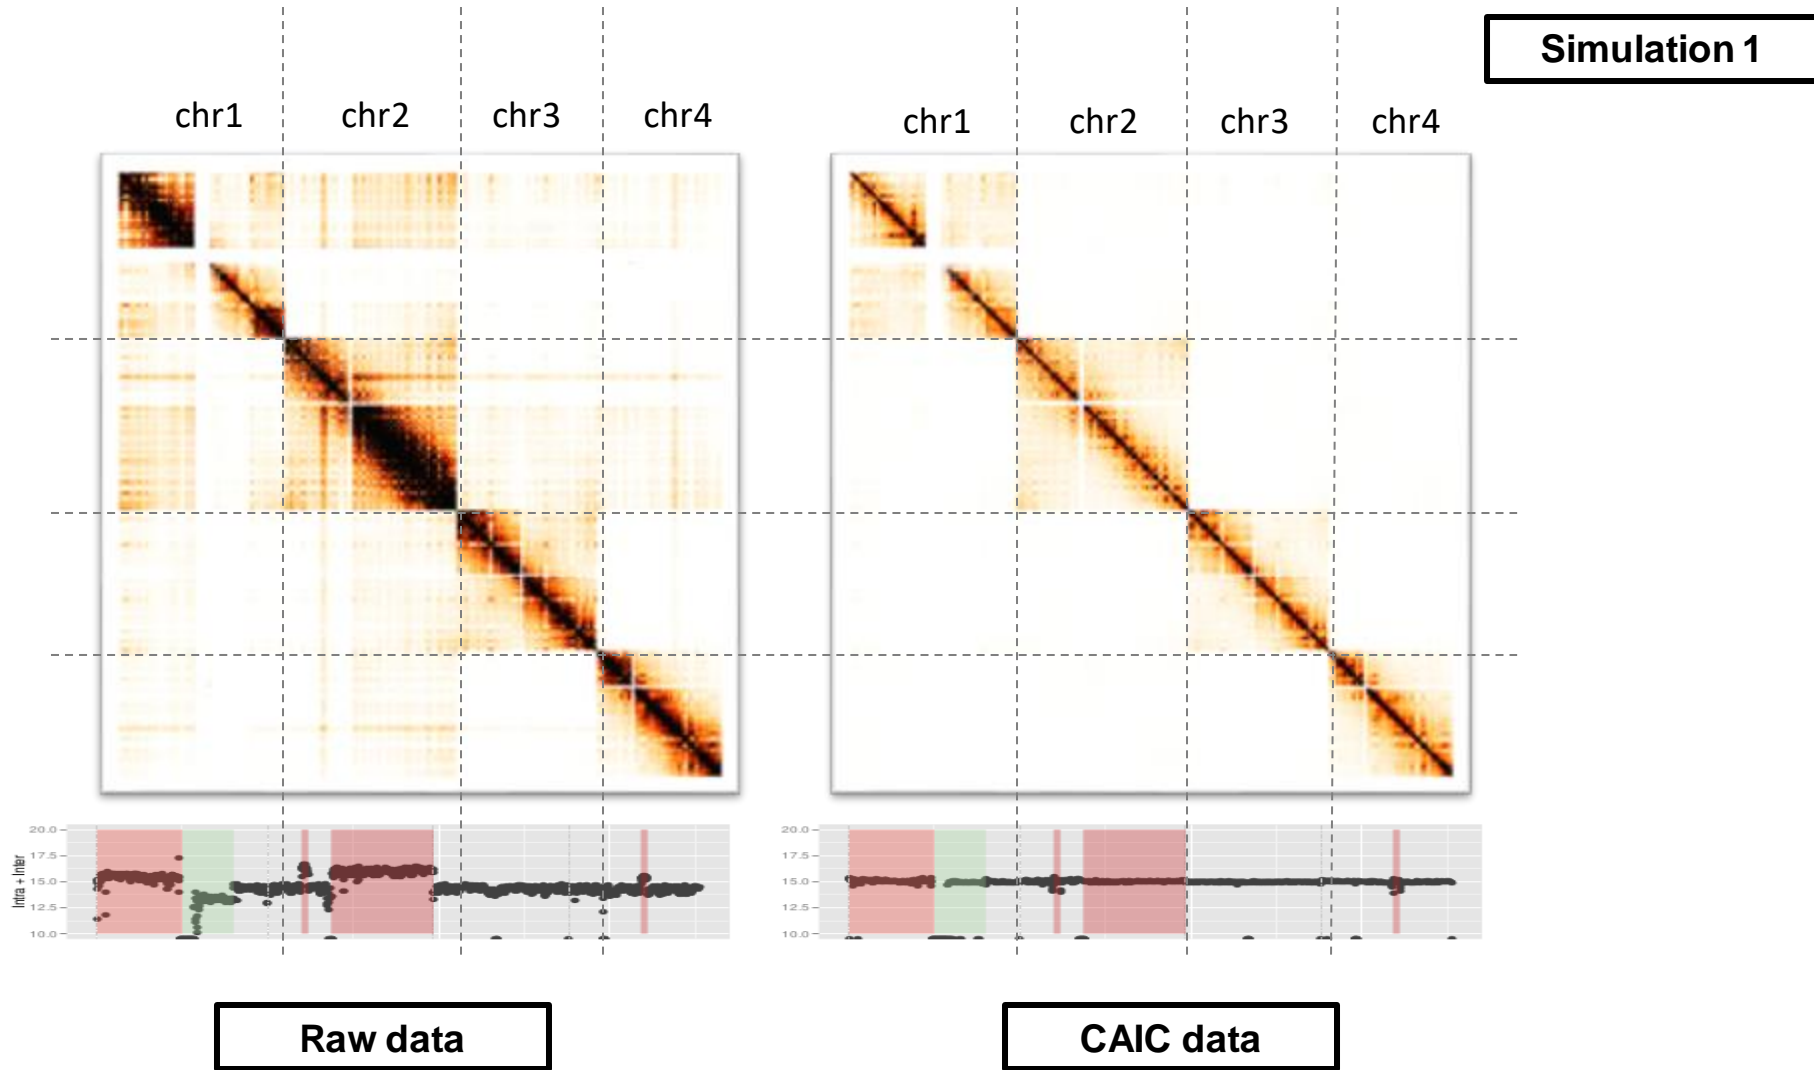 Simulation 1
chr1 chr2 chr3 chr4
chr1 chr2 chr3 chr4
Intra + Inter
20.0
17.5
15.0
12.5
10.0
20.0
17.5
15.0
12.5
10.0
Raw data
CAIC data